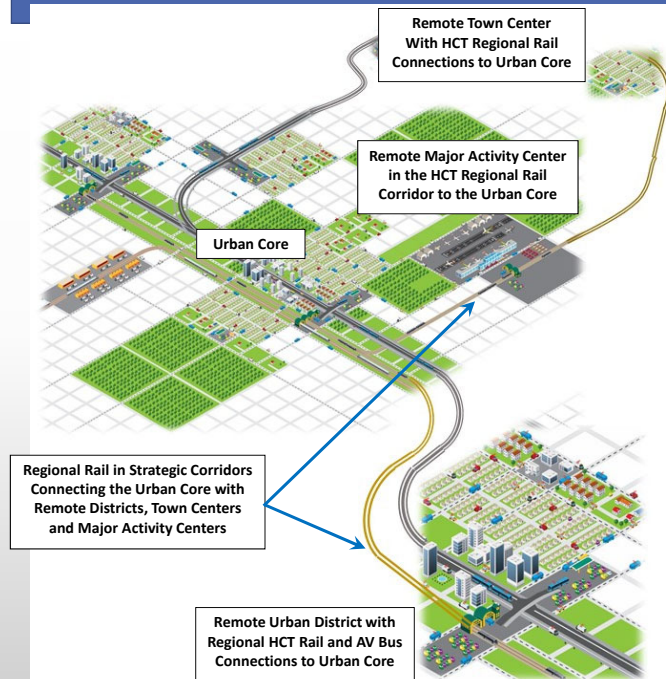 Remote Town Center
With HCT Regional Rail
Connections to Urban Core
Remote Major Activity Center
in the HCT Regional Rail
Corridor to the Urban Core
Urban Core
Regional Rail in Strategic Corridors
Connecting the Urban Core with
Remote Districts, Town Centers
and Major Activity Centers
Remote Urban District with
Regional HCT Rail and AV Bus
Connections to Urban Core